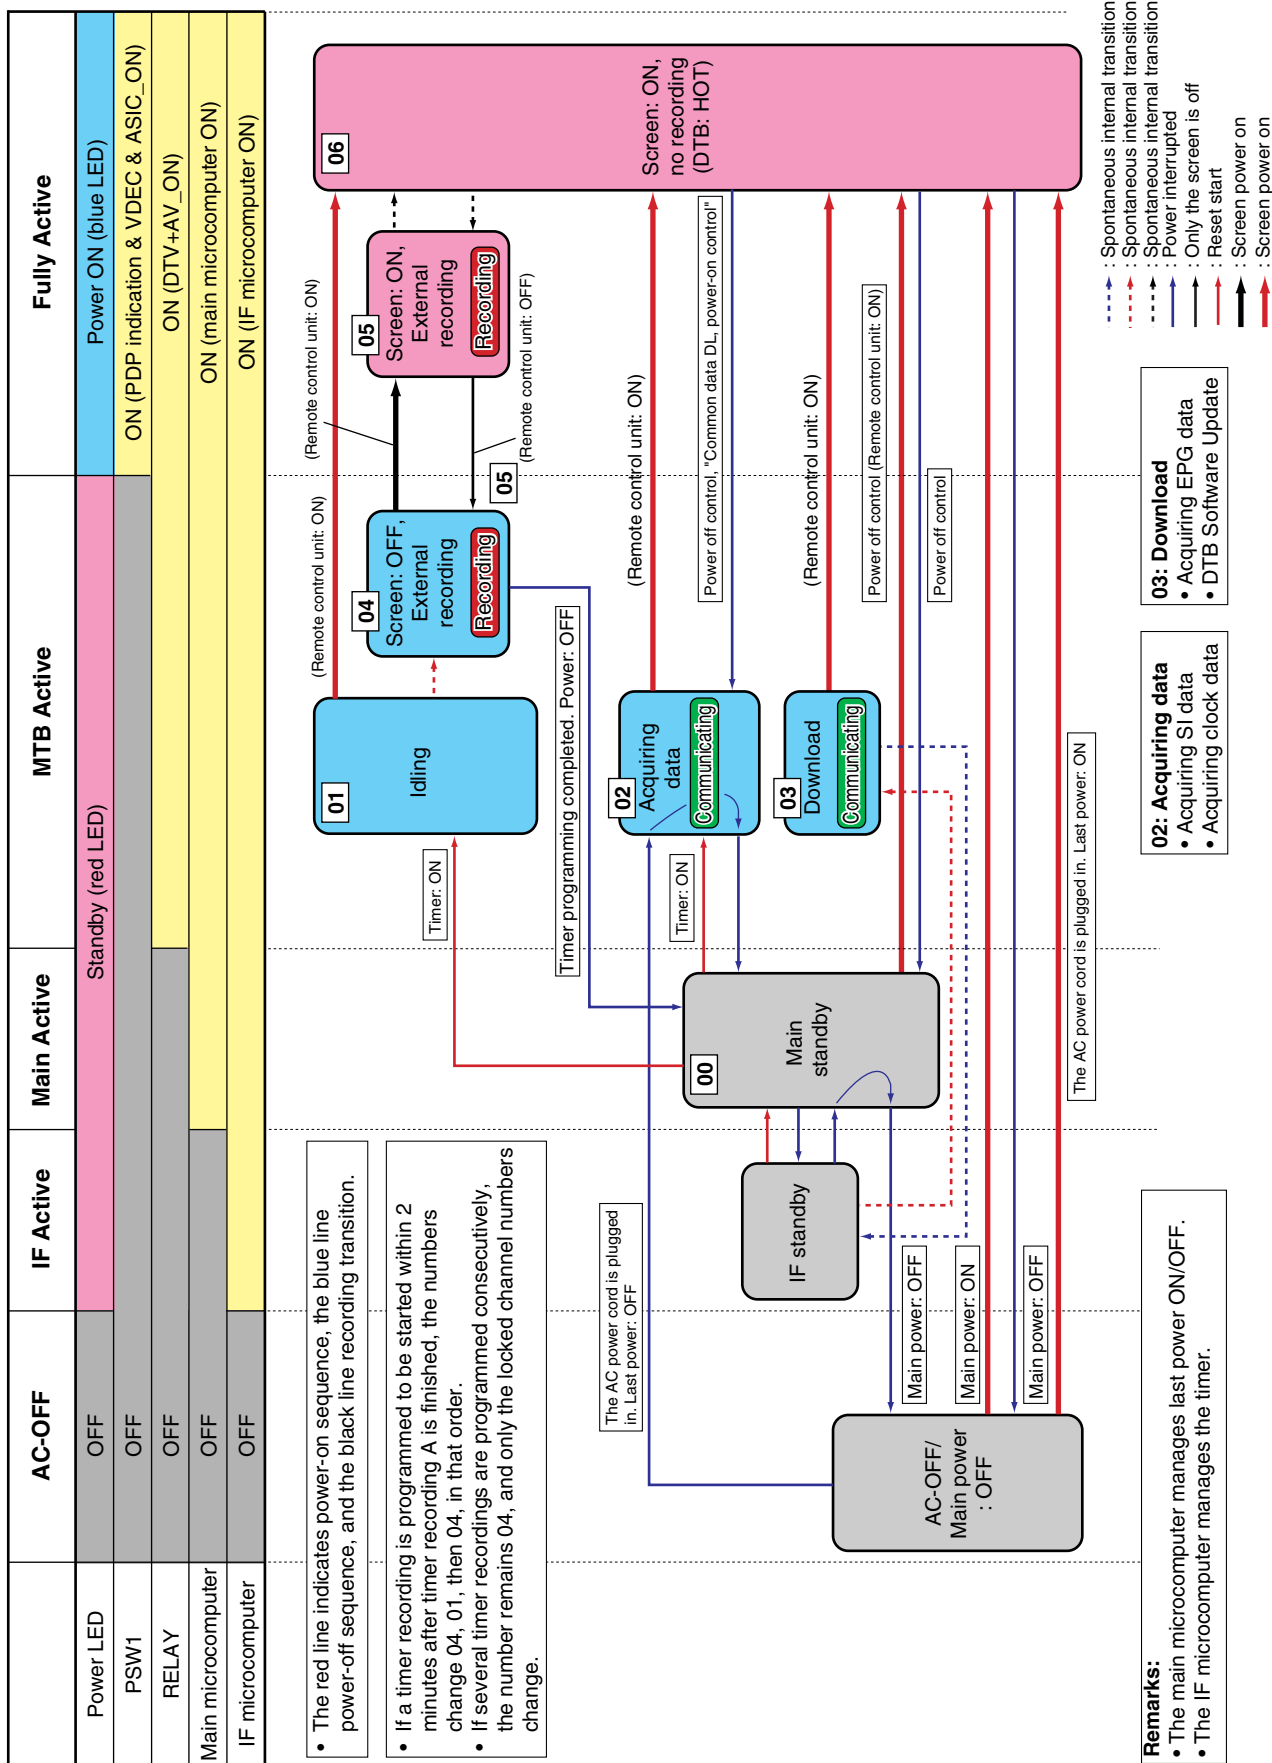 AC-OFF
IF Active
Main Active
MTB Active
Fully Active
Power LED
OFF
Standby (red LED)
Power ON (blue LED)
PSW1
OFF
ON (PDP indication & VDEC & ASIC_ON)
RELAY
OFF
ON (DTV+AV_ON)
Main microcomputer
OFF
ON (main microcomputer ON)
IF microcomputer
OFF
ON (IF microcomputer ON)
• The red line indicates power-on sequence, the blue line
power-off sequence, and the black line recording transition.
• If a timer recording is programmed to be started within 2
minutes after timer recording A is finished, the numbers
change 04, 01, then 04, in that order.
• If several timer recordings are programmed consecutively,
the number remains 04, and only the locked channel numbers
change.
Timer: ON
01
Idling
(Remote control unit: ON)
(Remote control unit: ON)
04
Screen: OFF,
External
recording
Recording
05
Screen: ON,
External
recording
Recording
05
(Remote control unit: OFF)
06
Screen: ON,
no recording
(DTB: HOT)
Timer programming completed. Power: OFF
The AC power cord is plugged
in. Last power: OFF
02
Acquiring
data
Communicating
(Remote control unit: ON)
Timer: ON
Power off control, "Common data DL, power-on control"
00
Main
standby
IF standby
03
Download
Communicating
(Remote control unit: ON)
Power off control (Remote control unit: ON)
Power off control
Main power: OFF
Main power: ON
Main power: OFF
AC-OFF/
Main power
: OFF
The AC power cord is plugged in. Last power: ON
Remarks:
• The main microcomputer manages last power ON/OFF.
• The IF microcomputer manages the timer.
02: Acquiring data
• Acquiring SI data
• Acquiring clock data
03: Download
• Acquiring EPG data
• DTB Software Update
: Spontaneous internal transition
: Spontaneous internal transition
: Spontaneous internal transition
: Power interrupted
: Only the screen is off
: Reset start
: Screen power on
: Screen power on